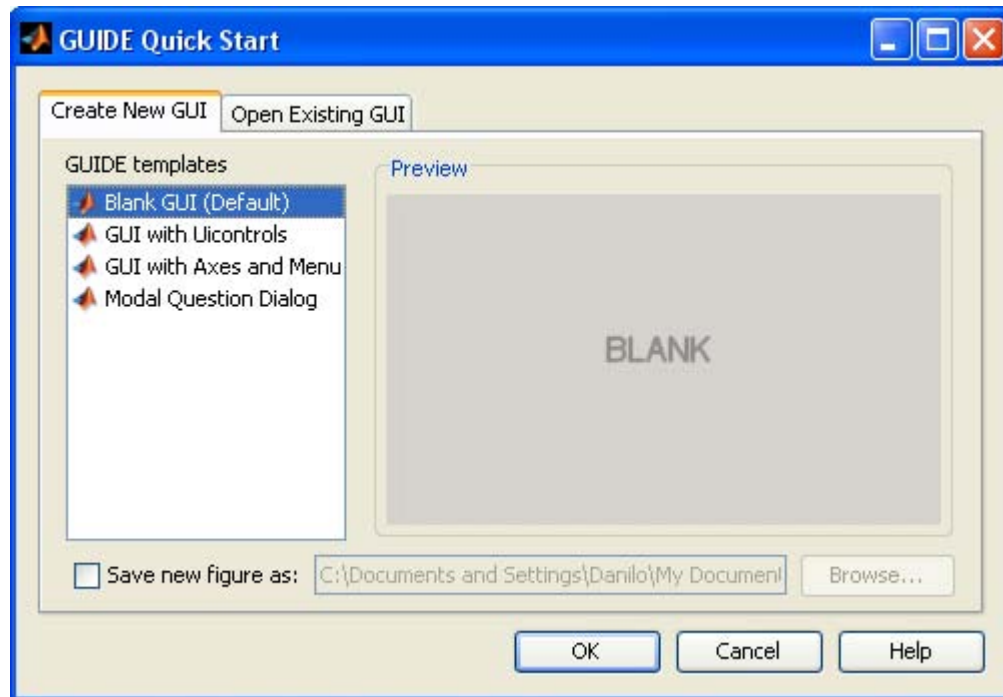 GUIDE Quick Start
Create New GUI
Open Existing GUI
GUIDE templates
Blank GUI (Default)
GUI with Uicontrols
GUI with Axes and Menu
Modal Question Dialog
Preview
BLANK
Save new figure as:
C:\Documents and Settings\Danilo\My Document
Browse...
OK
Cancel
Help